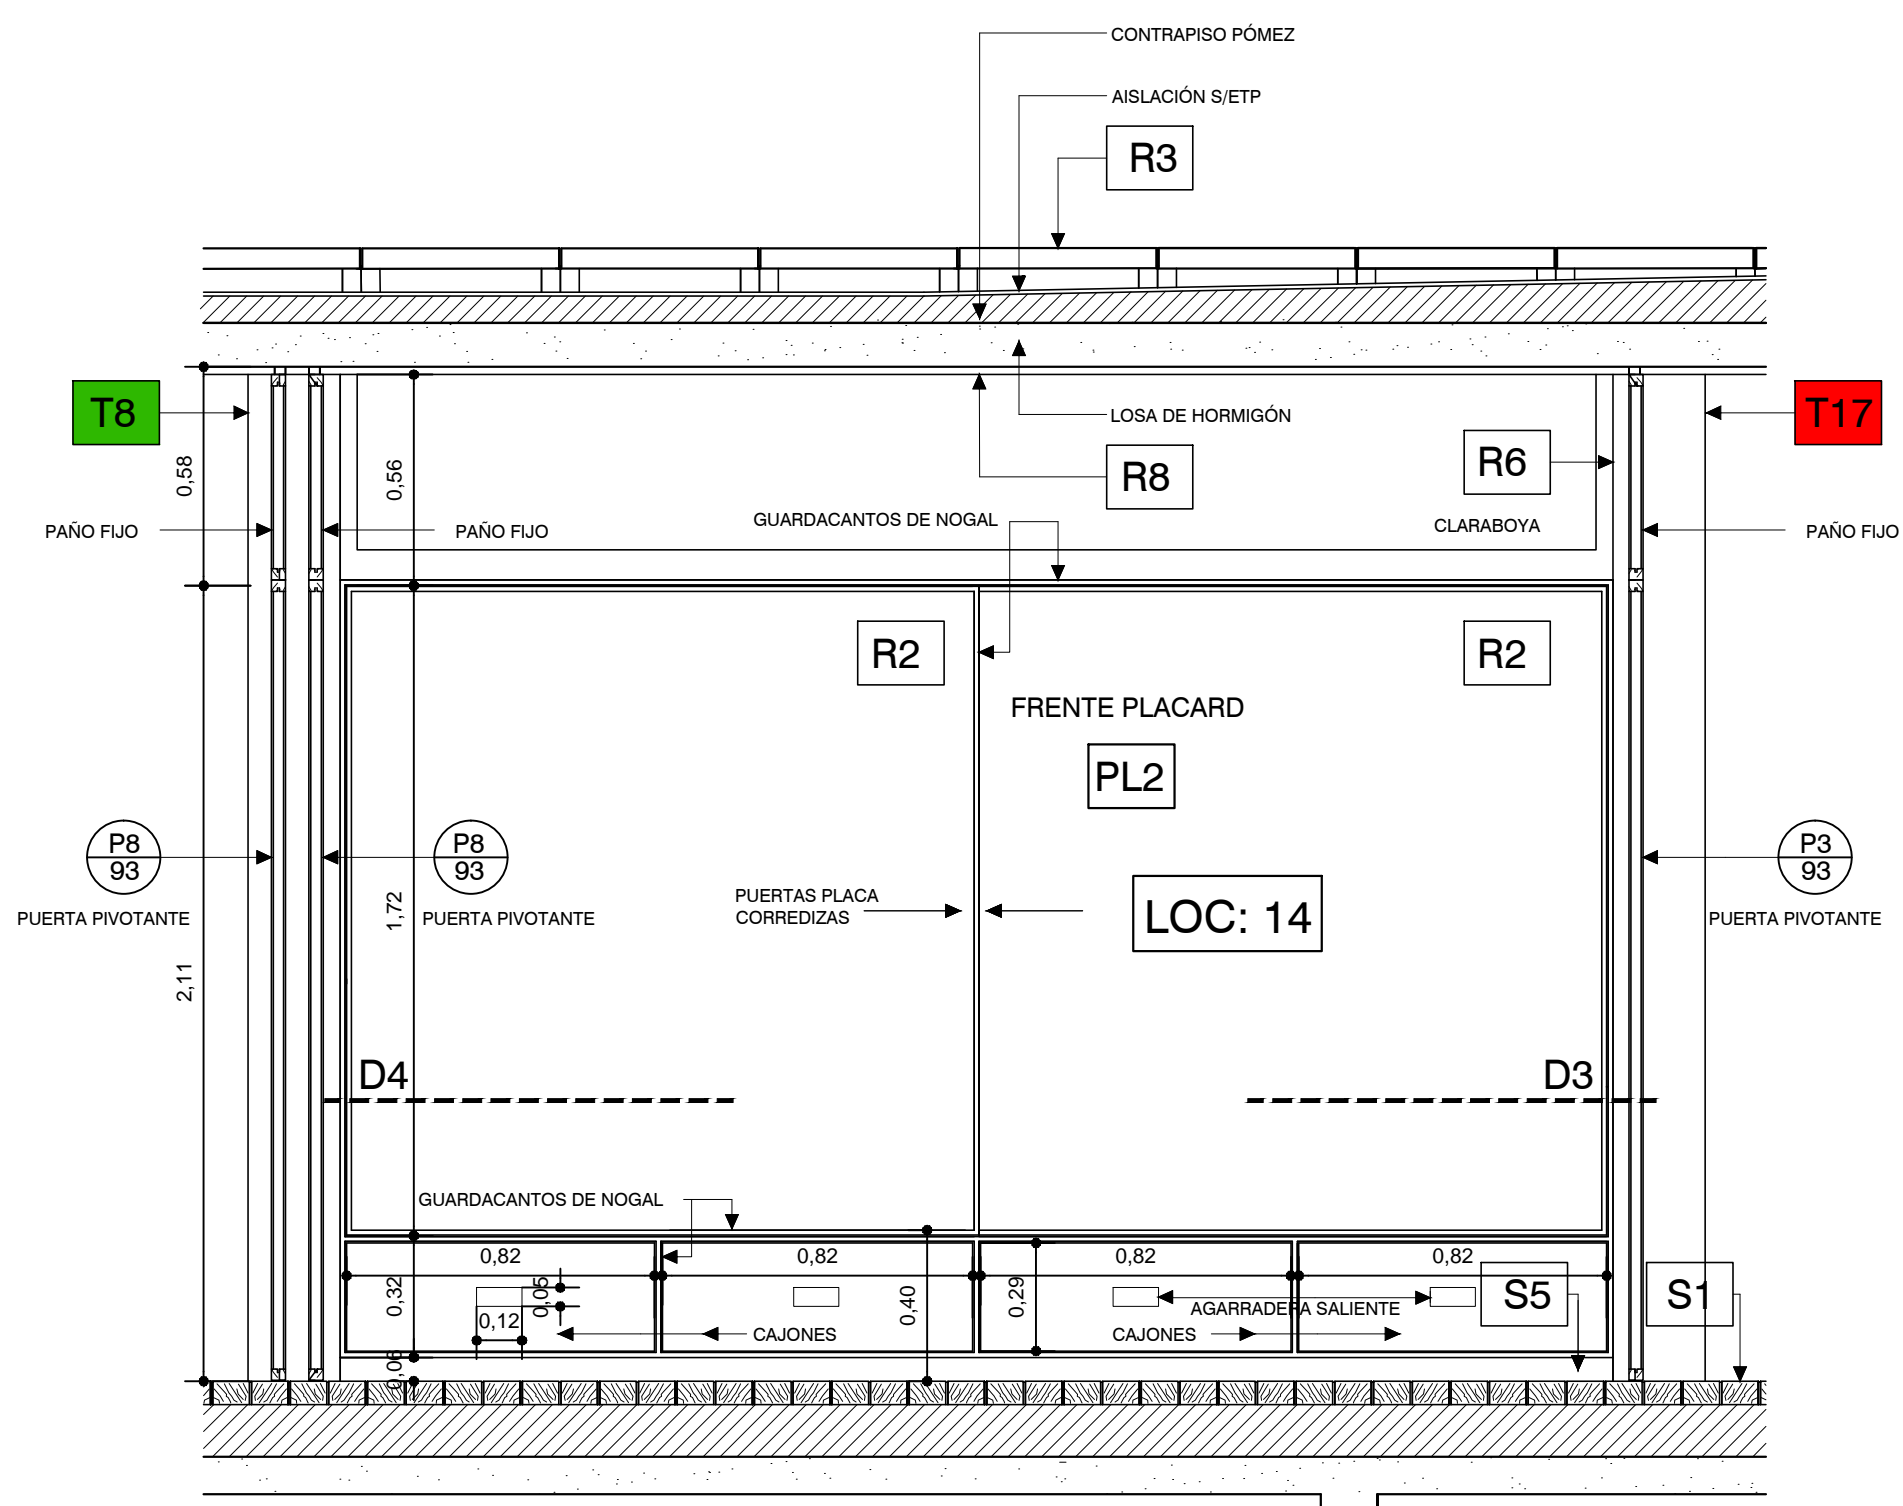 CONTRAPISO PÓMEZ
AISLACIÓN S/ETP
R3
T8
T17
LOSA DE HORMIGÓN
R6
R8
0,58
0,56
GUARDACANTOS DE NOGAL
CLARABOYA
PAÑO FIJO
PAÑO FIJO
PAÑO FIJO
R2
R2
FRENTE PLACARD
PL2
P8
93
P8
93
P3
93
PUERTA PIVOTANTE
PUERTA PIVOTANTE
PUERTA PIVOTANTE
1,72
PUERTAS PLACA
CORREDIZAS
LOC: 14
2,11
D4
D3
GUARDACANTOS DE NOGAL
0,82
0,82
0,82
0,82
0,32
0,05
0,40
0,29
S5
S1
AGARRADERA SALIENTE
0,12
CAJONES
CAJONES
0,06